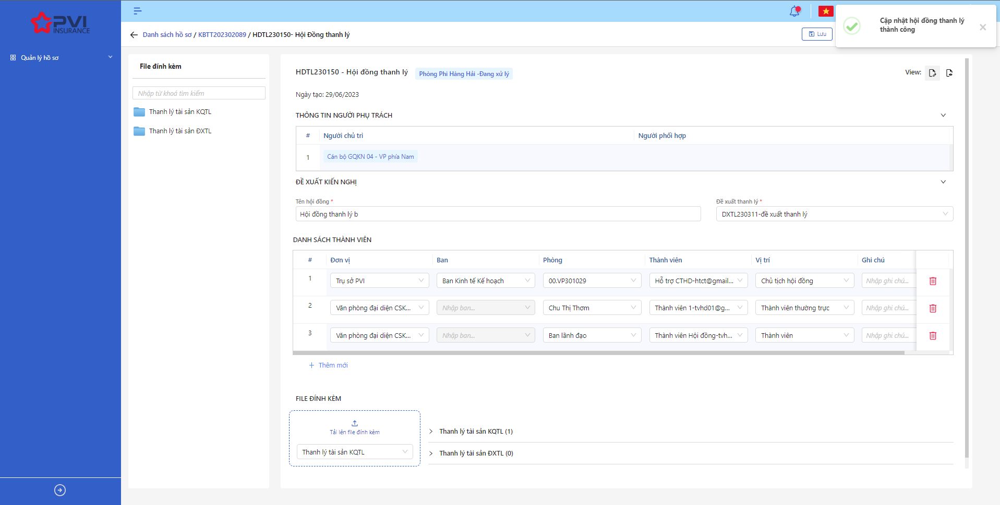 PVI
INSURANCE
Quản lý hồ sơ
Danh sách hồ sơ / KBTT202302089 / HDTL230150- Hội Đồng thanh lý
Lưu
Cập nhật hội đồng thanh lý
thành công
File đính kèm
Nhập từ khoá tìm kiếm
Thanh lý tài sản KQTL
Thanh lý tài sản ĐXTL
HDTL230150 - Hội đồng thanh lý
Phòng Phi Hàng Hải -Đang xử lý
View:
Ngày tạo: 29/06/2023
THÔNG TIN NGƯỜI PHỤ TRÁCH
# Người chủ trì Người phối hợp
1 Cán bộ GQKN 04 - VP phía Nam
ĐỀ XUẤT KIẾN NGHỊ
Tên hội đồng * Đề xuất thanh lý *
Hội đồng thanh lý b DXTL230311-đề xuất thanh lý
DANH SÁCH THÀNH VIÊN
# Đơn vị Ban Phòng Thành viên Vị trí Ghi chú
1 Trụ sở PVI Ban Kinh tế Kế hoạch 00.VP301029 Hỗ trợ CTHD-htct@gmail... Chủ tịch hội đồng Nhập ghi chú...
2 Văn phòng đại diện CSK... Nhập ban... Chu Thị Thơm Thành viên 1-tvhd01@g... Thành viên thường trực Nhập ghi chú...
3 Văn phòng đại diện CSK... Nhập ban... Ban lãnh đạo Thành viên Hội đồng-tvh... Thành viên Nhập ghi chú...
+ Thêm mới
FILE ĐÍNH KÈM
Tải lên file đính kèm
Thanh lý tài sản KQTL
Thanh lý tài sản KQTL (1)
Thanh lý tài sản ĐXTL (0)